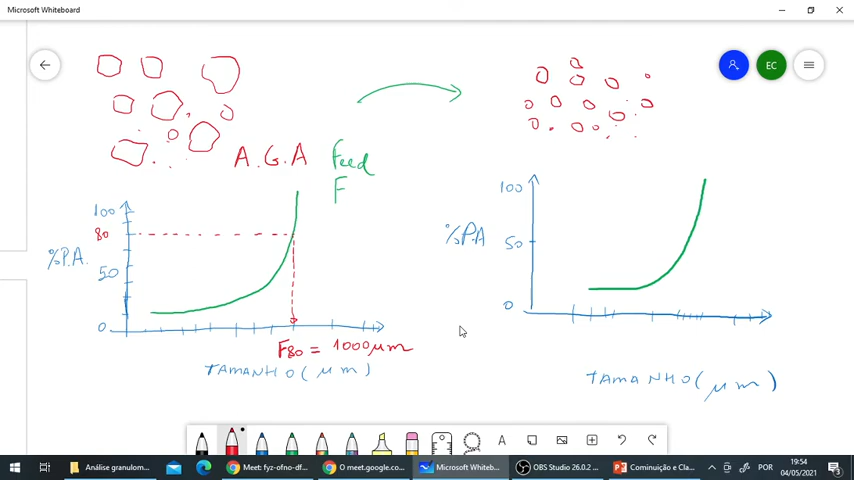 Microsoft Whiteboard
EC
A.G.A
Feed
F
%P.A.
100
80
50
0
F80 = 1000 μm
TAMANHO (μm)
%P.A
100
50
0
TAMANHO (μm)
A
Análise granulom...
Meet: fyz-ofno-df...
O meet.google.co...
Microsoft Whiteb...
OBS Studio 26.0.2 ...
Cominuição e Cla...
POR
19:54
04/05/2021
3